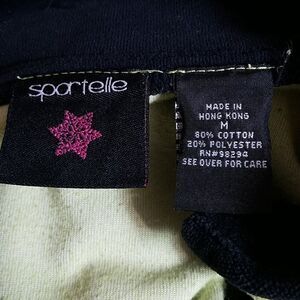 sportelle
MADE IN
HONG KONG
M
80% COTTON
20% POLYESTER
RN#98294
SEE OVER FOR CARE